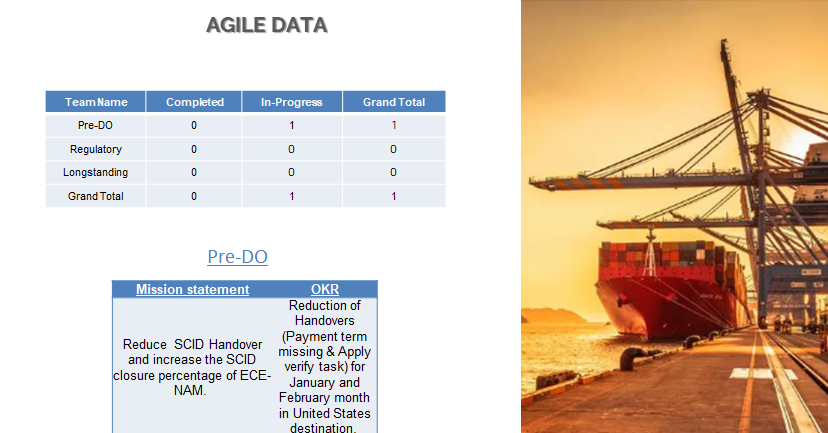 AGILE DATA
Team Name Completed In-Progress Grand Total
Pre-DO 0 1 1
Regulatory 0 0 0
Longstanding 0 0 0
Grand Total 0 1 1
Pre-DO
Mission statement OKR
Reduce SCID Handover
and increase the SCID
closure percentage of ECE-
NAM.
Reduction of
Handovers
(Payment term
missing & Apply
verify task) for
January and
February month
in United States
destination.